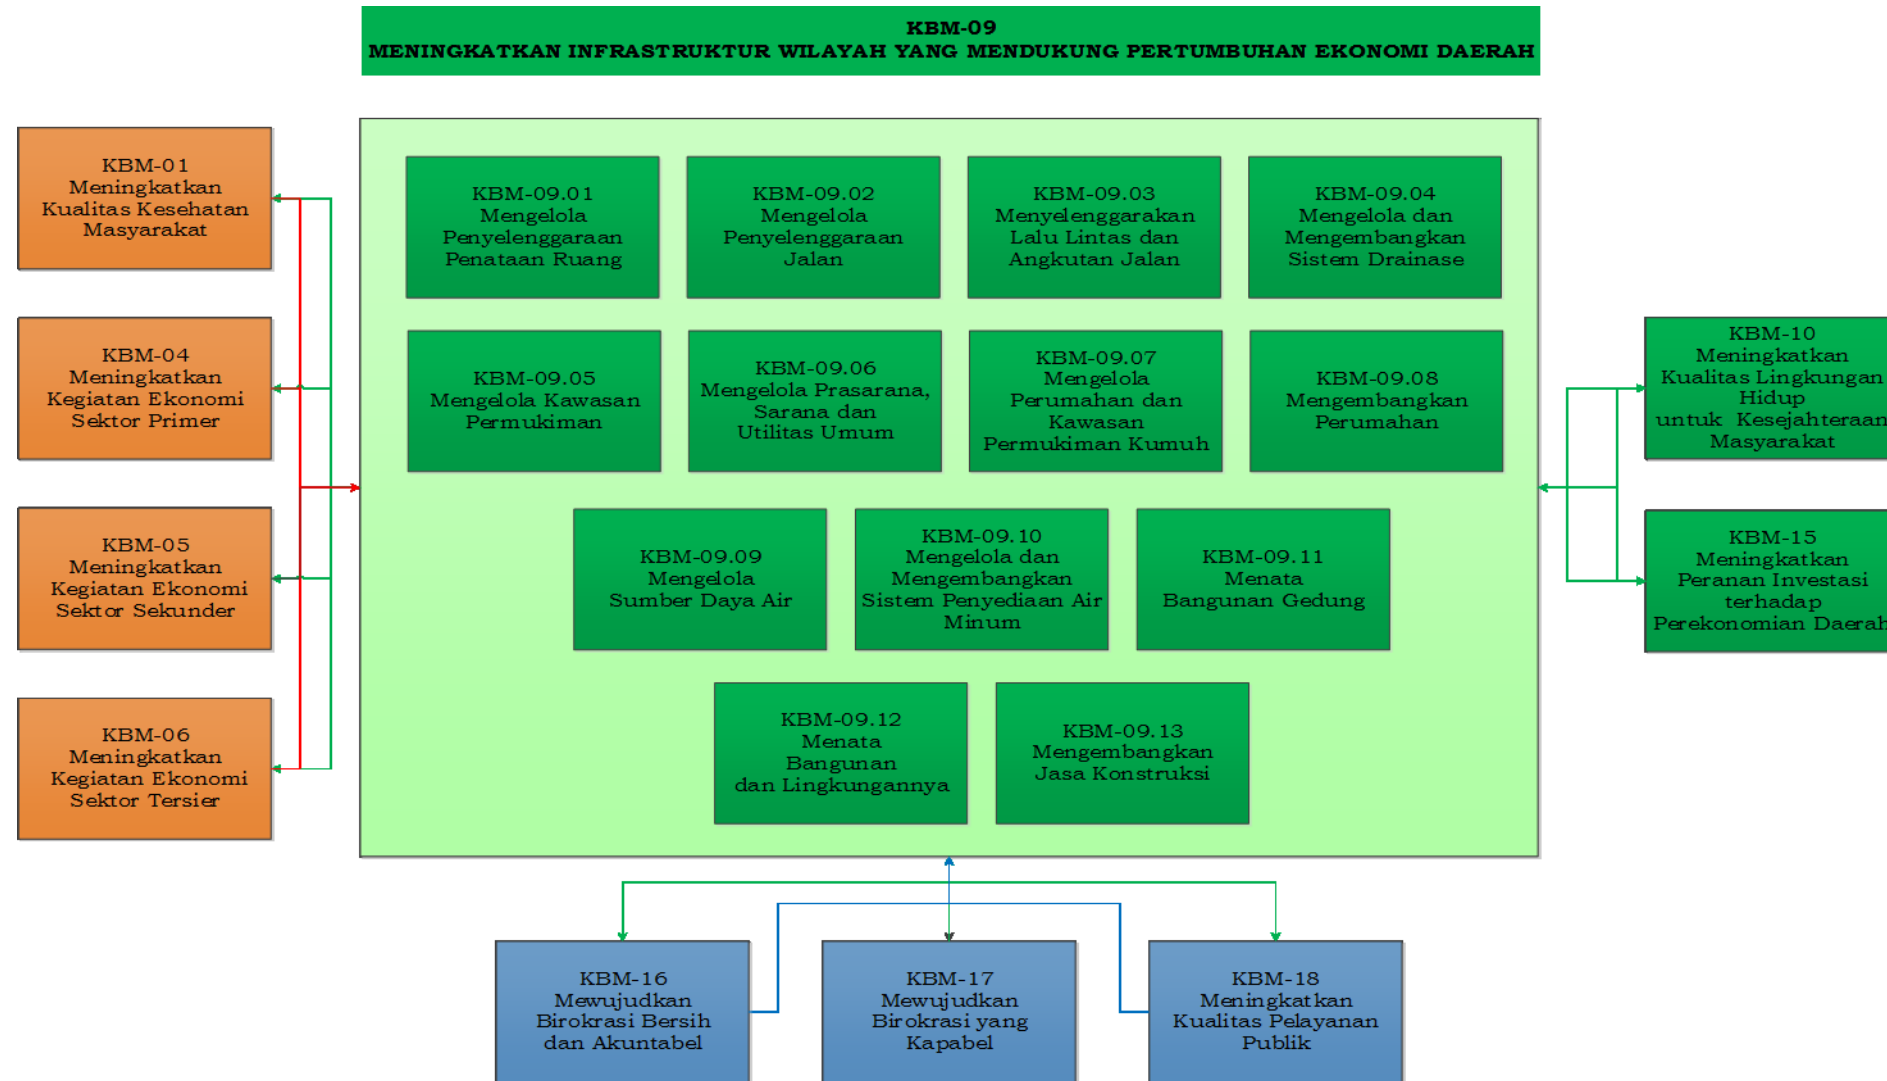 KBM-09
MENINGKATKAN INFRASTRUKTUR WILAYAH YANG MENDUKUNG PERTUMBUHAN EKONOMI DAERAH
KBM-01
Meningkatkan
Kualitas Kesehatan
Masyarakat
KBM-04
Meningkatkan
Kegiatan Ekonomi
Sektor Primer
KBM-05
Meningkatkan
Kegiatan Ekonomi
Sektor Sekunder
KBM-06
Meningkatkan
Kegiatan Ekonomi
Sektor Tersier
KBM-09.01
Mengelola
Penyelenggaraan
Penataan Ruang
KBM-09.02
Mengelola
Penyelenggaraan
Jalan
KBM-09.03
Menyelenggarakan
Lalu Lintas dan
Angkutan Jalan
KBM-09.04
Mengelola dan
Mengembangkan
Sistem Drainase
KBM-09.05
Mengelola Kawasan
Permukiman
KBM-09.06
Mengelola Prasarana,
Sarana dan
Utilitas Umum
KBM-09.07
Mengelola
Perumahan dan
Kawasan
Permukiman Kumuh
KBM-09.08
Mengembangkan
Perumahan
KBM-09.09
Mengelola
Sumber Daya Air
KBM-09.10
Mengelola dan
Mengembangkan
Sistem Penyediaan Air
Minum
KBM-09.11
Menata
Bangunan Gedung
KBM-09.12
Menata
Bangunan
dan Lingkungannya
KBM-09.13
Mengembangkan
Jasa Konstruksi
KBM-10
Meningkatkan
Kualitas Lingkungan
Hidup
untuk Kesejahteraan
Masyarakat
KBM-15
Meningkatkan
Peranan Investasi
terhadap
Perekonomian Daerah
KBM-16
Mewujudkan
Birokrasi Bersih
dan Akuntabel
KBM-17
Mewujudkan
Birokrasi yang
Kapabel
KBM-18
Meningkatkan
Kualitas Pelayanan
Publik